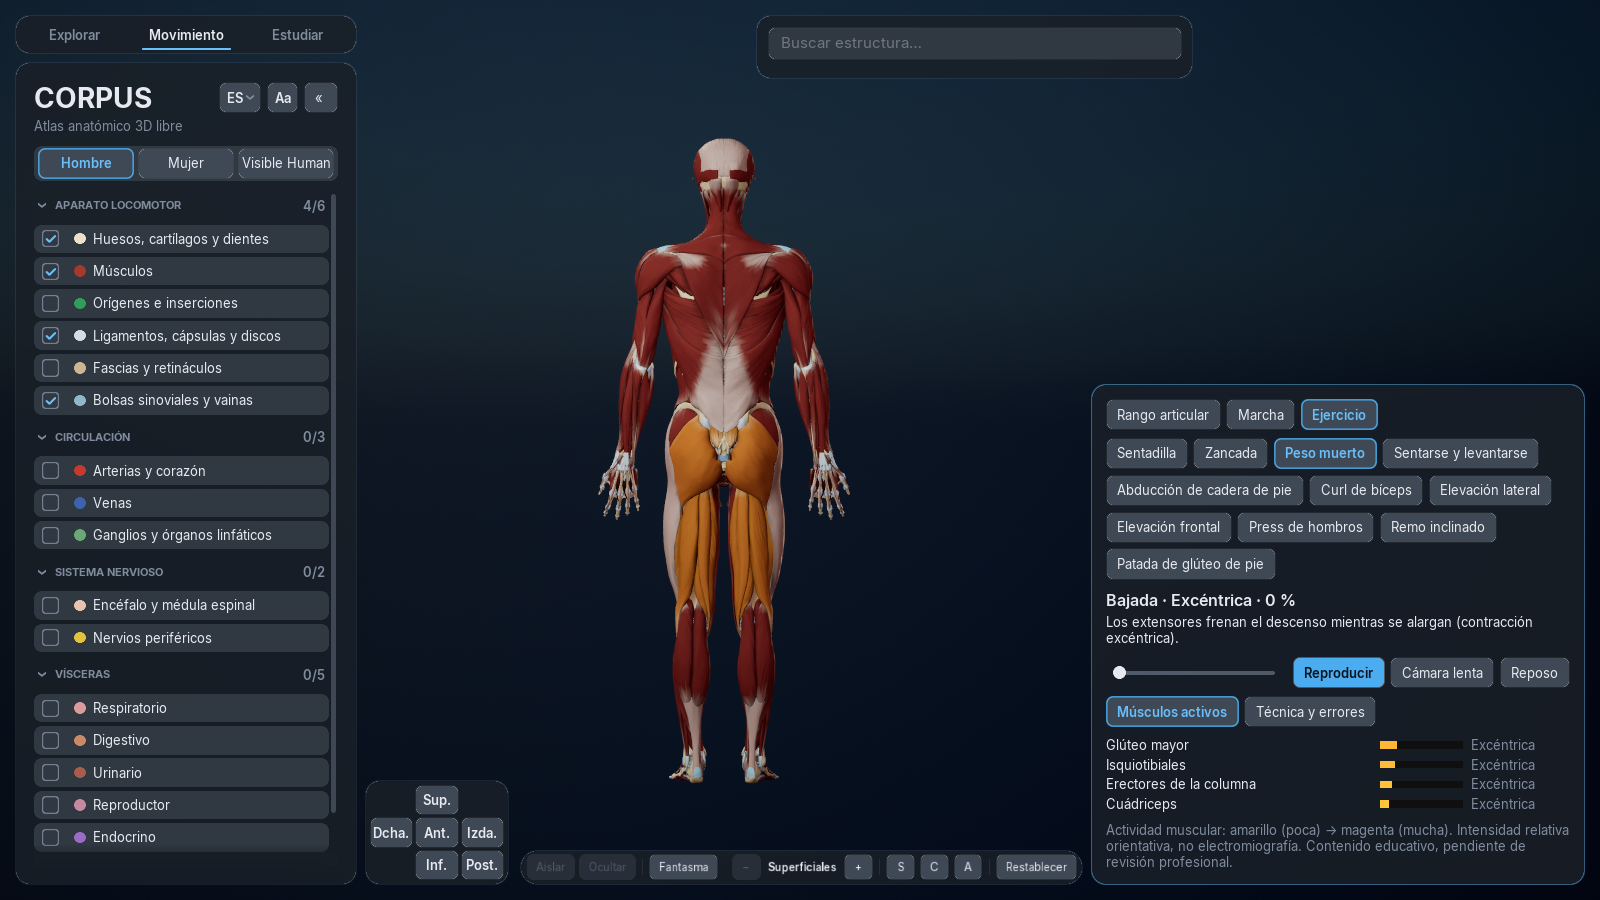 Explorar
Movimiento
Estudiar
Buscar estructura...
CORPUS
ES
Aa
«
Atlas anatómico 3D libre
Hombre
Mujer
Visible Human
APARATO LOCOMOTOR 4/6
Huesos, cartílagos y dientes
Músculos
Orígenes e inserciones
Ligamentos, cápsulas y discos
Fascias y retináculos
Bolsas sinoviales y vainas
CIRCULACIÓN 0/3
Arterias y corazón
Venas
Ganglios y órganos linfáticos
SISTEMA NERVIOSO 0/2
Encéfalo y médula espinal
Nervios periféricos
VÍSCERAS 0/5
Respiratorio
Digestivo
Urinario
Reproductor
Endocrino
Sup.
Dcha. Ant. Izda.
Inf. Post.
Aislar Ocultar Fantasma − Superficiales + S C A Restablecer
Rango articular Marcha Ejercicio
Sentadilla Zancada Peso muerto Sentarse y levantarse
Abducción de cadera de pie Curl de bíceps Elevación lateral
Elevación frontal Press de hombros Remo inclinado
Patada de glúteo de pie
Bajada · Excéntrica · 0 %
Los extensores frenan el descenso mientras se alargan (contracción
excéntrica).
Reproducir Cámara lenta Reposo
Músculos activos Técnica y errores
Glúteo mayor Excéntrica
Isquiotibiales Excéntrica
Erectores de la columna Excéntrica
Cuádriceps Excéntrica
Actividad muscular: amarillo (poca) → magenta (mucha). Intensidad relativa
orientativa, no electromiografía. Contenido educativo, pendiente de
revisión profesional.